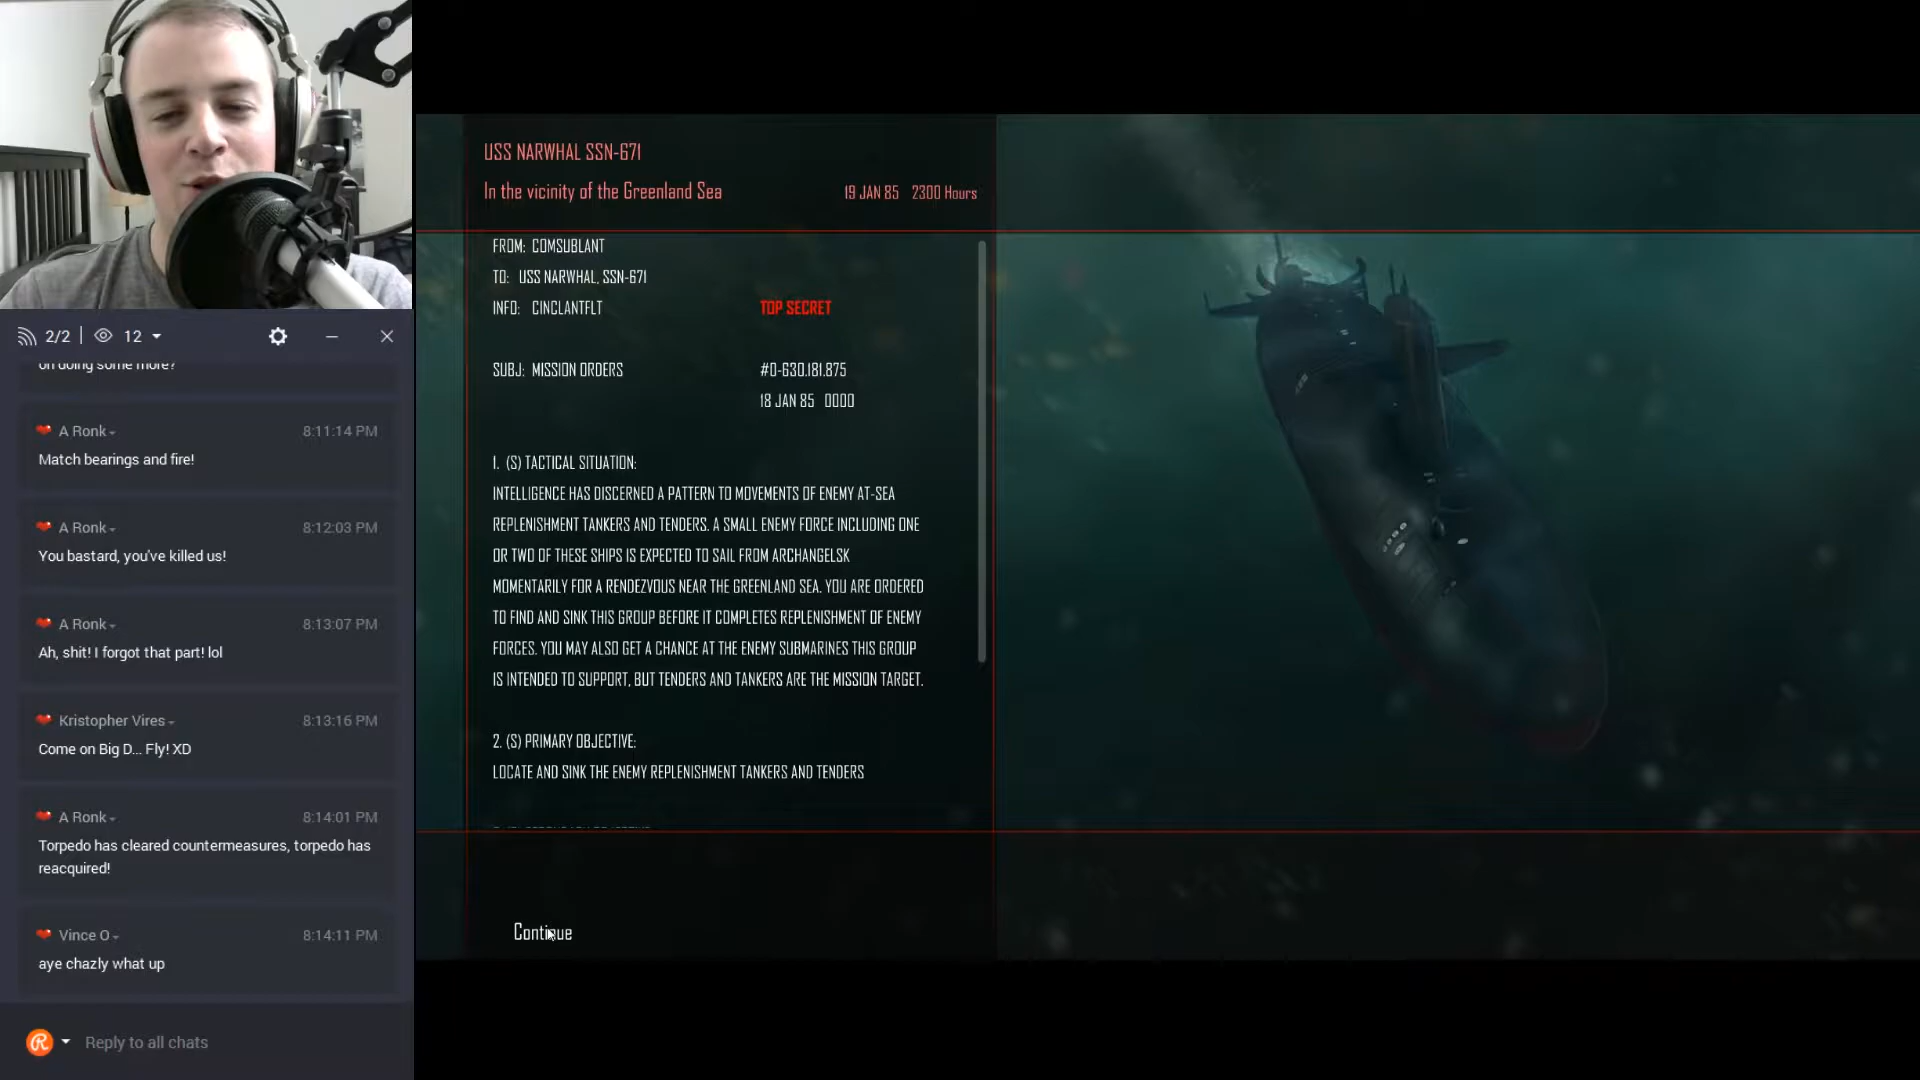 2/2
12
on doing some more?
A Ronk
8:11:14 PM
Match bearings and fire!
A Ronk
8:12:03 PM
You bastard, you've killed us!
A Ronk
8:13:07 PM
Ah, shit! I forgot that part! lol
Kristopher Vires
8:13:16 PM
Come on Big D... Fly! XD
A Ronk
8:14:01 PM
Torpedo has cleared countermeasures, torpedo has
reacquired!
Vince O
8:14:11 PM
aye chazly what up
Reply to all chats
USS NARWHAL SSN-671
In the vicinity of the Greenland Sea
19 JAN 85 2300 Hours
FROM: COMSUBLANT
TO: USS NARWHAL, SSN-671
INFO: CINCLANTFLT
TOP SECRET
SUBJ: MISSION ORDERS
#0-630.181.875
18 JAN 85 0000
1. (S) TACTICAL SITUATION:
INTELLIGENCE HAS DISCERNED A PATTERN TO MOVEMENTS OF ENEMY AT-SEA
REPLENISHMENT TANKERS AND TENDERS. A SMALL ENEMY FORCE INCLUDING ONE
OR TWO OF THESE SHIPS IS EXPECTED TO SAIL FROM ARCHANGELSK
MOMENTARILY FOR A RENDEZVOUS NEAR THE GREENLAND SEA. YOU ARE ORDERED
TO FIND AND SINK THIS GROUP BEFORE IT COMPLETES REPLENISHMENT OF ENEMY
FORCES. YOU MAY ALSO GET A CHANCE AT THE ENEMY SUBMARINES THIS GROUP
IS INTENDED TO SUPPORT, BUT TENDERS AND TANKERS ARE THE MISSION TARGET.
2. (S) PRIMARY OBJECTIVE:
LOCATE AND SINK THE ENEMY REPLENISHMENT TANKERS AND TENDERS
Continue